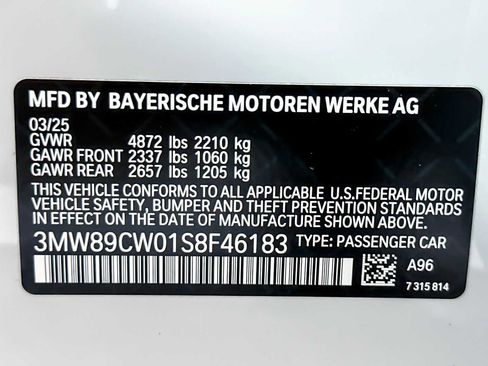 MFD BY BAYERISCHE MOTOREN WERKE AG
03/25
GVWR 4872 lbs 2210 kg
GAWR FRONT 2337 lbs 1060 kg
GAWR REAR 2657 lbs 1205 kg
THIS VEHICLE CONFORMS TO ALL APPLICABLE U.S.FEDERAL MOTOR
VEHICLE SAFETY, BUMPER AND THEFT PREVENTION STANDARDS
IN EFFECT ON THE DATE OF MANUFACTURE SHOWN ABOVE.
3MW89CW01S8F46183 TYPE: PASSENGER CAR
A96
7 315 814